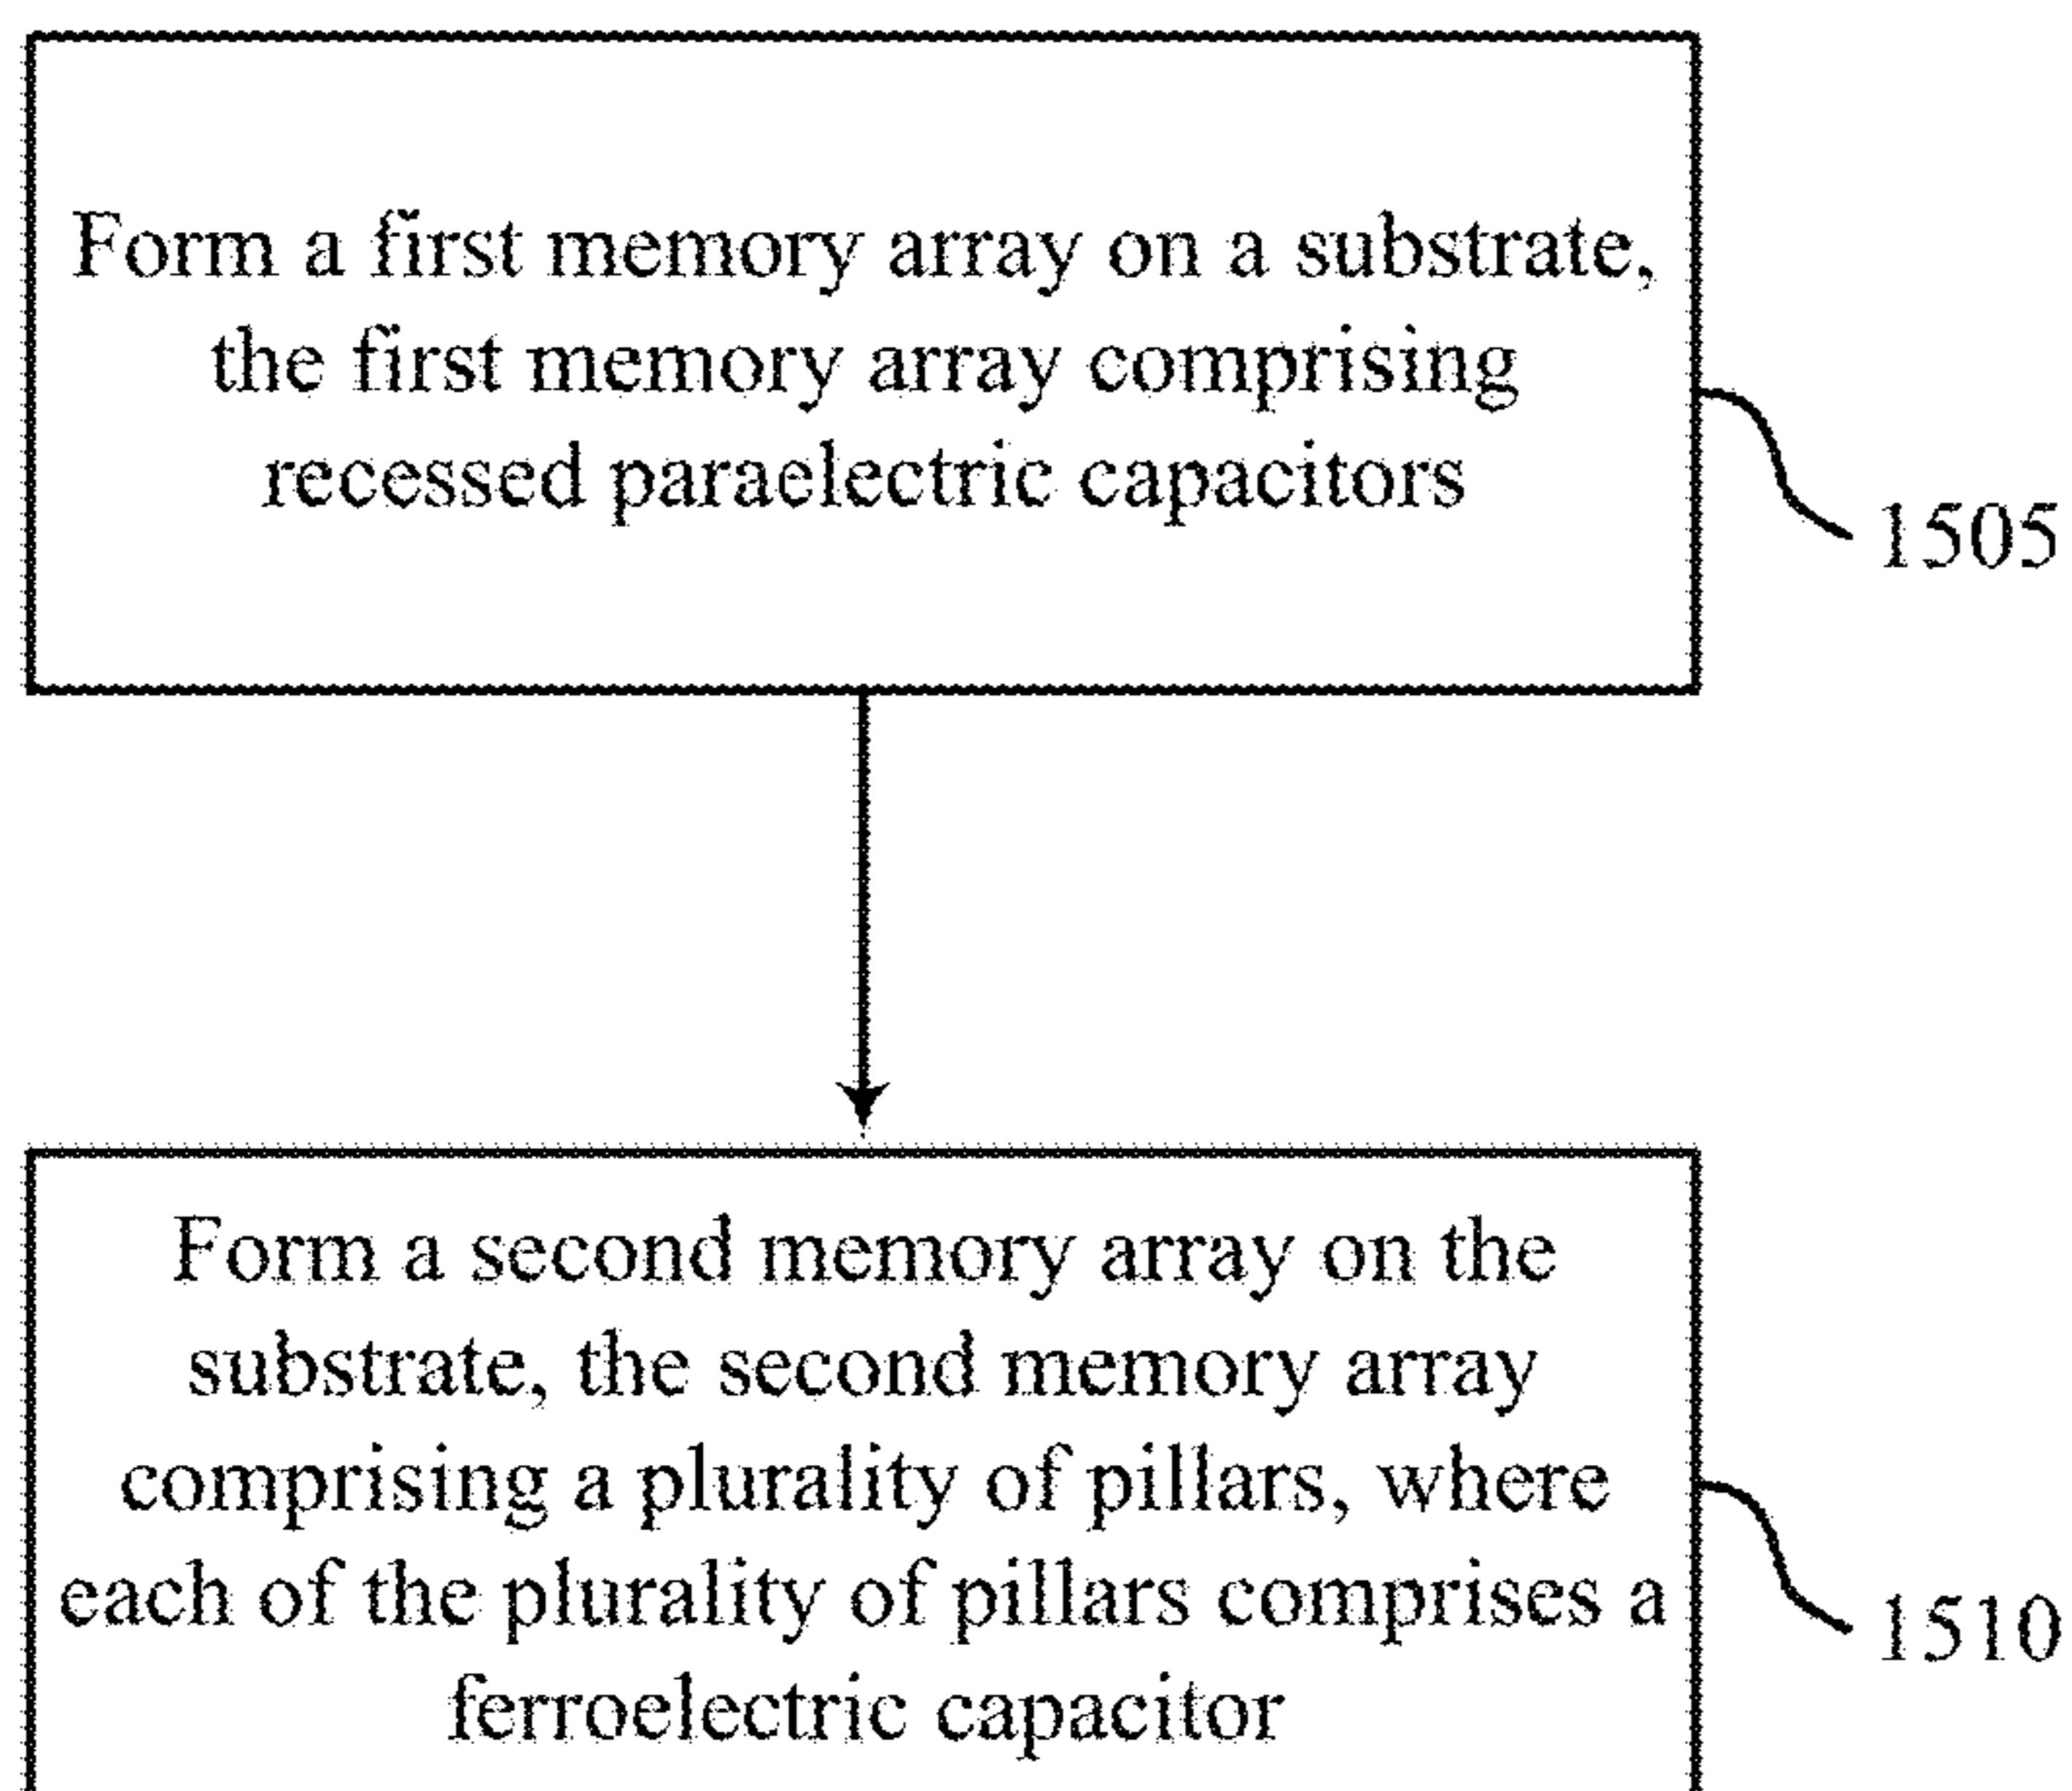 Form a first memory array on a substrate,
the first memory array comprising
recessed paraelectric capacitors
1505
Form a second memory array on the
substrate, the second memory array
comprising a plurality of pillars, where
each of the plurality of pillars comprises a
ferroelectric capacitor
1510